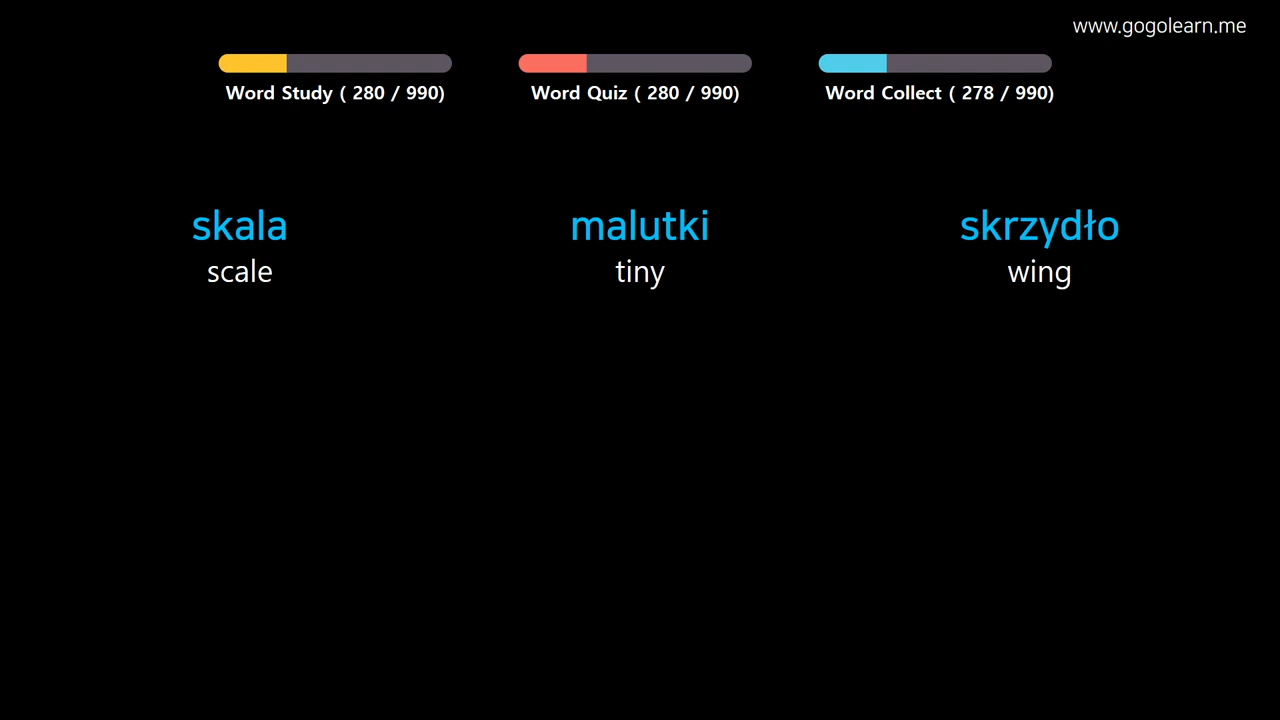 www.gogolearn.me
Word Study ( 280 / 990)
Word Quiz ( 280 / 990)
Word Collect ( 278 / 990)
skala
scale
malutki
tiny
skrzydło
wing